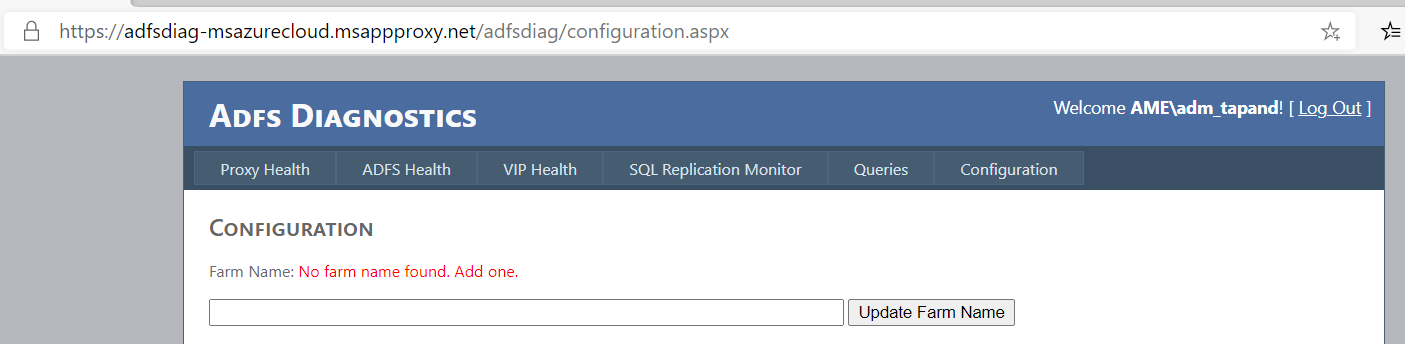 https://adfsdiag-msazurecloud.msappproxy.net/adfsdiag/configuration.aspx
Adfs Diagnostics
Welcome AME\adm_tapand! [ Log Out ]
Proxy Health ADFS Health VIP Health SQL Replication Monitor Queries Configuration
Configuration
Farm Name: No farm name found. Add one.
Update Farm Name